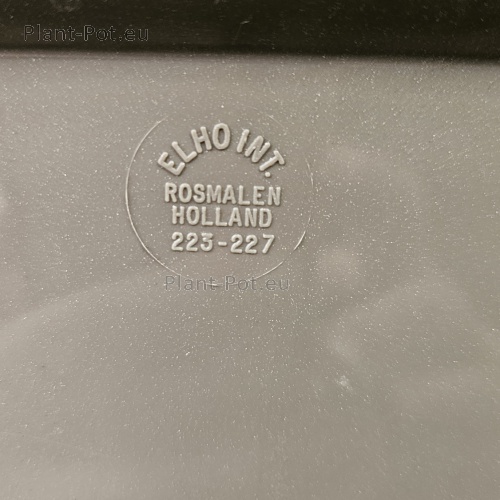 Plant-Pot.eu
ELHO INT.
ROSMALEN
HOLLAND
223-227
Plant-Pot.eu